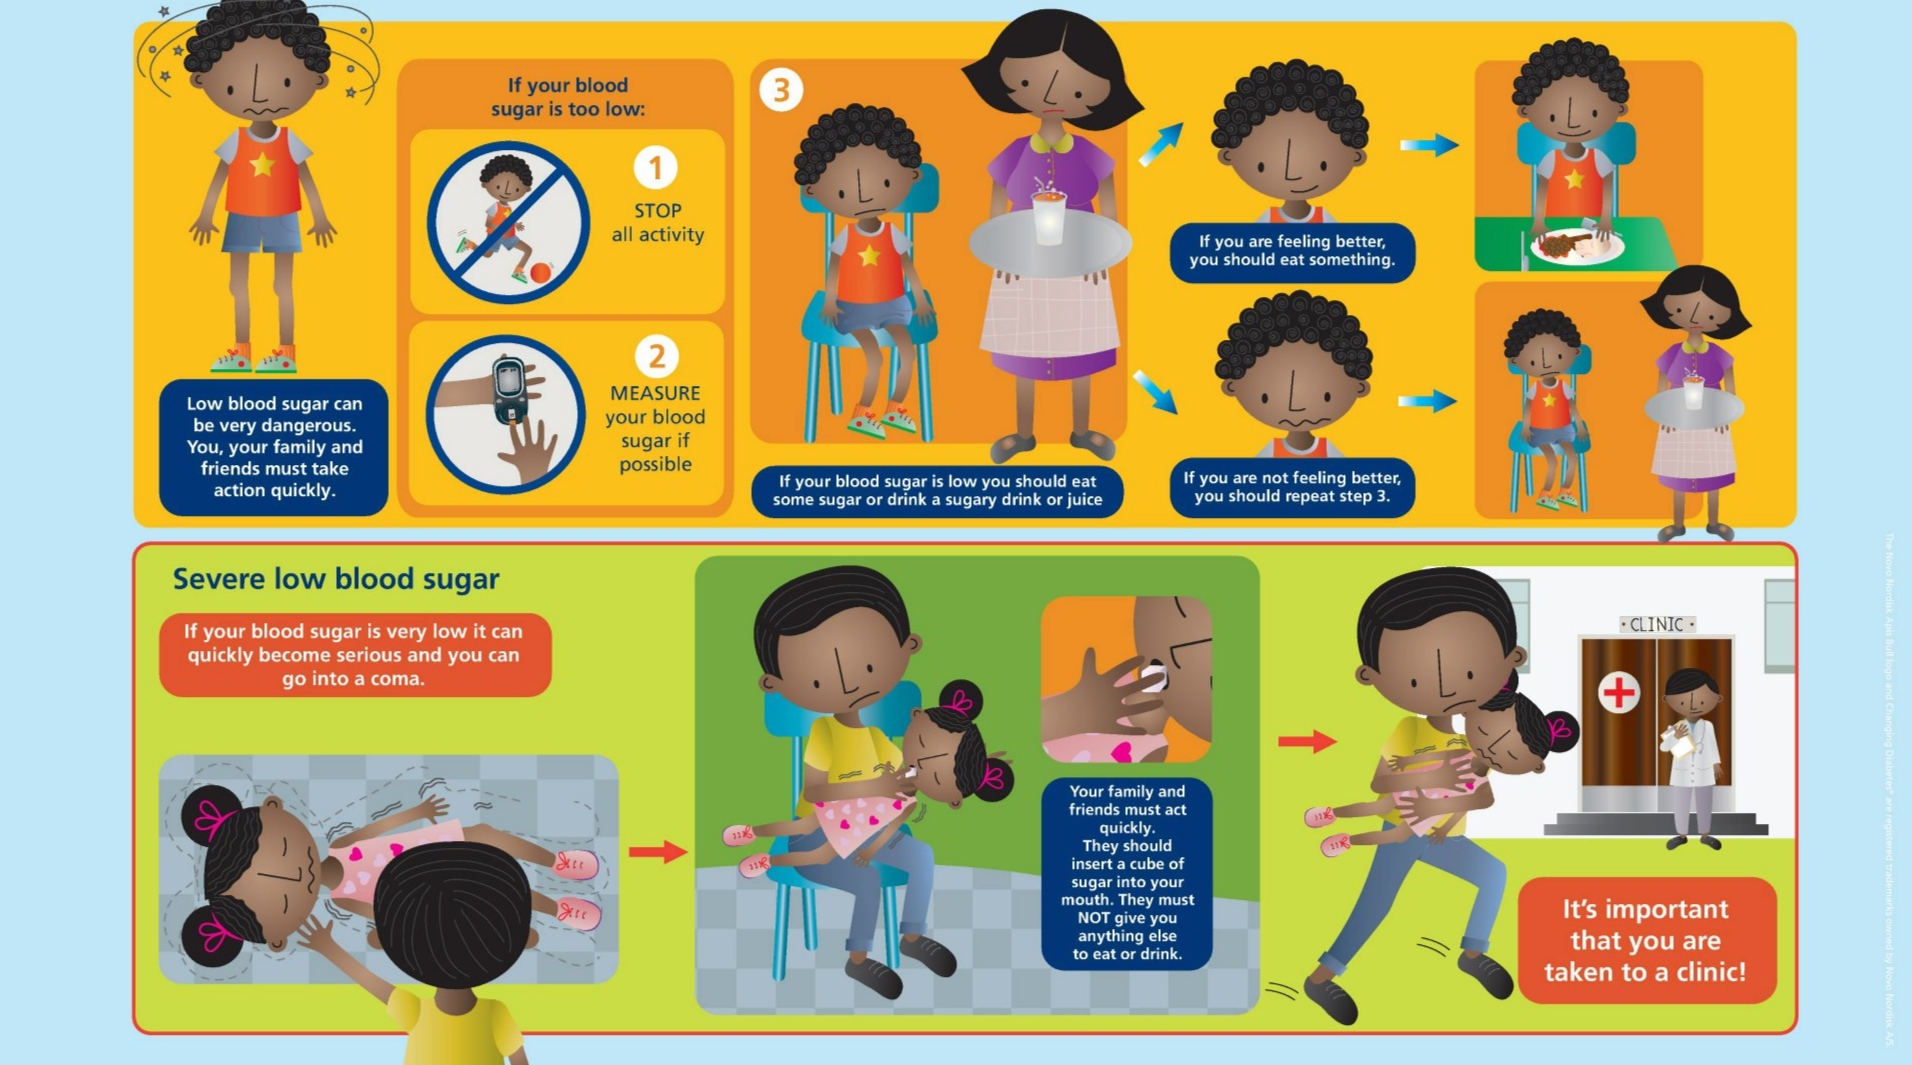 Low blood sugar can
be very dangerous.
You, your family and
friends must take
action quickly.
If your blood
sugar is too low:
1
STOP
all activity
2
MEASURE
your blood
sugar if
possible
3
If your blood sugar is low you should eat
some sugar or drink a sugary drink or juice
If you are feeling better,
you should eat something.
If you are not feeling better,
you should repeat step 3.
Severe low blood sugar
If your blood sugar is very low it can
quickly become serious and you can
go into a coma.
Your family and
friends must act
quickly.
They should
insert a cube of
sugar into your
mouth. They must
NOT give you
anything else
to eat or drink.
• CLINIC •
It's important
that you are
taken to a clinic!
The Novo Nordisk Apis Bull logo and Changing Diabetes® are registered trademarks owned by Novo Nordisk A/S.